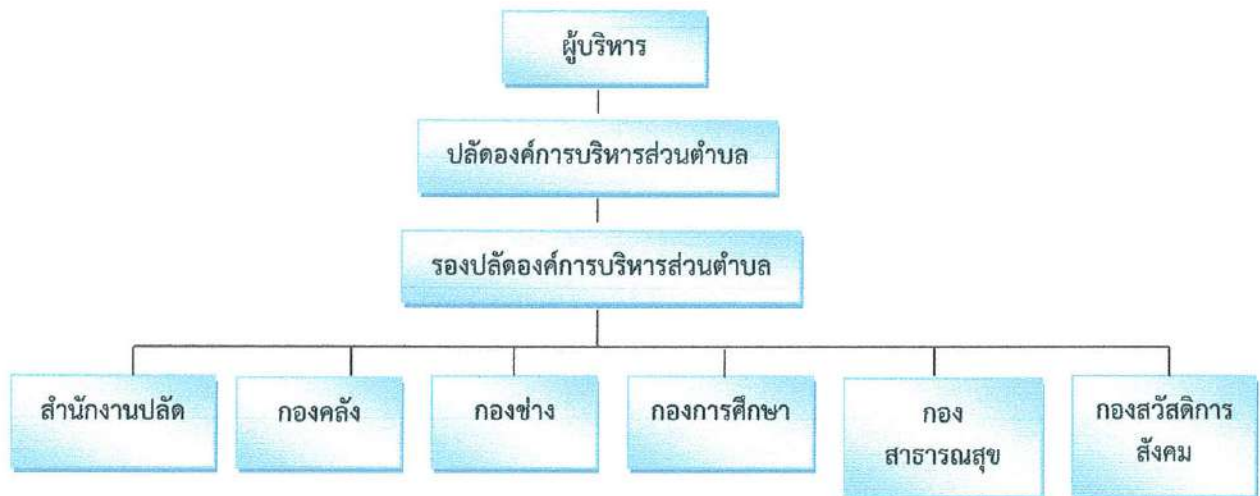 ผู้บริหาร
ปลัดองค์การบริหารส่วนตำบล
รองปลัดองค์การบริหารส่วนตำบล
สำนักงานปลัด
กองคลัง
กองช่าง
กองการศึกษา
กอง
สาธารณสุข
กองสวัสดิการ
สังคม